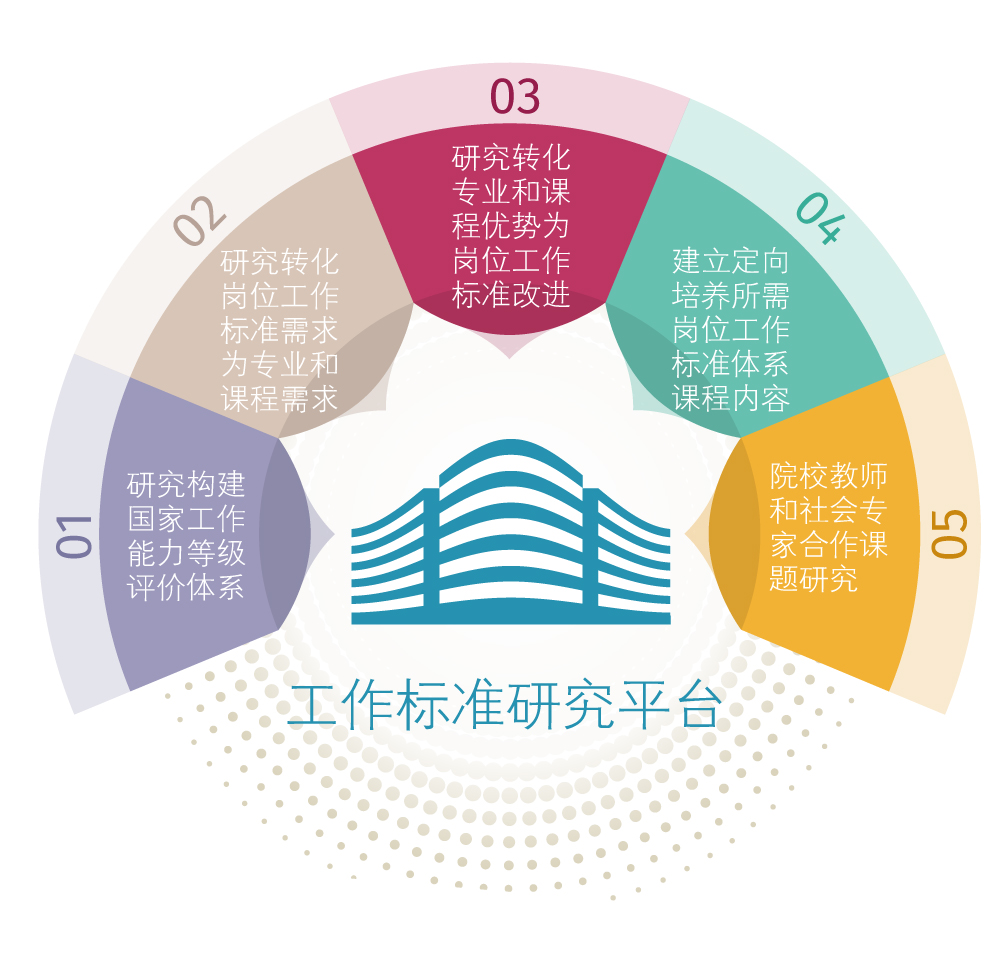 01
研究构建
国家工作
能力等级
评价体系
02
研究转化
岗位工作
标准需求
为专业和
课程需求
03
研究转化
专业和课
程优势为
岗位工作
标准改进
04
建立定向
培养所需
岗位工作
标准体系
课程内容
05
院校教师
和社会专
家合作课
题研究
工作标准研究平台